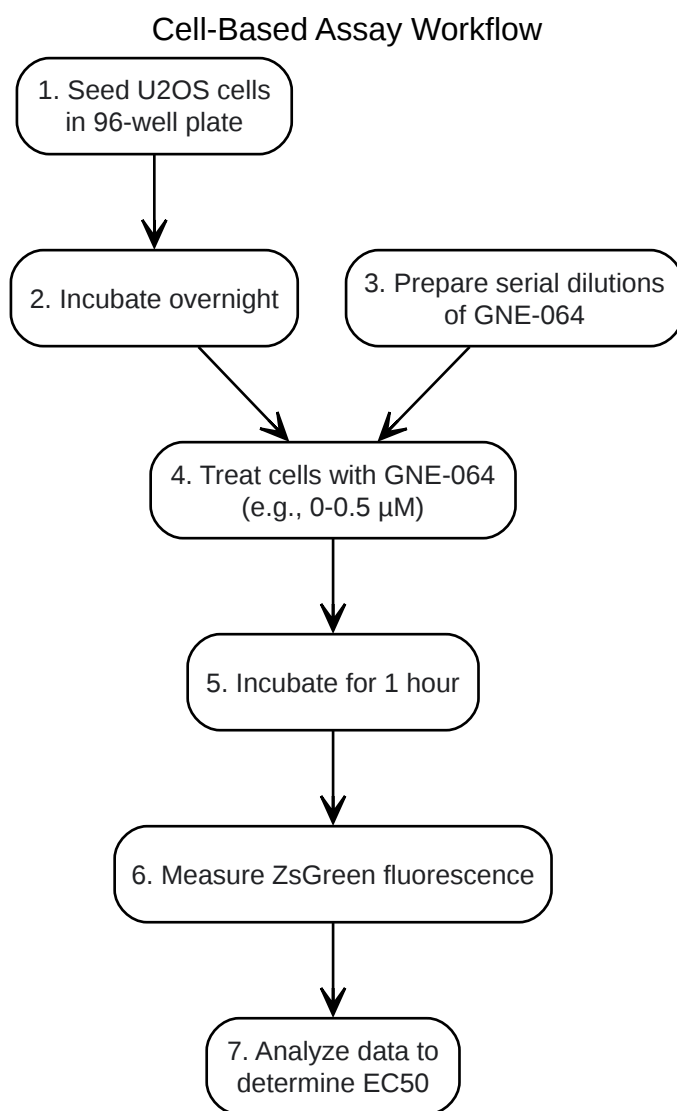 Cell-Based Assay Workflow
1. Seed U2OS cells
in 96-well plate
2. Incubate overnight
3. Prepare serial dilutions
of GNE-064
4. Treat cells with GNE-064
(e.g., 0-0.5 µM)
5. Incubate for 1 hour
6. Measure ZsGreen fluorescence
7. Analyze data to
determine EC50